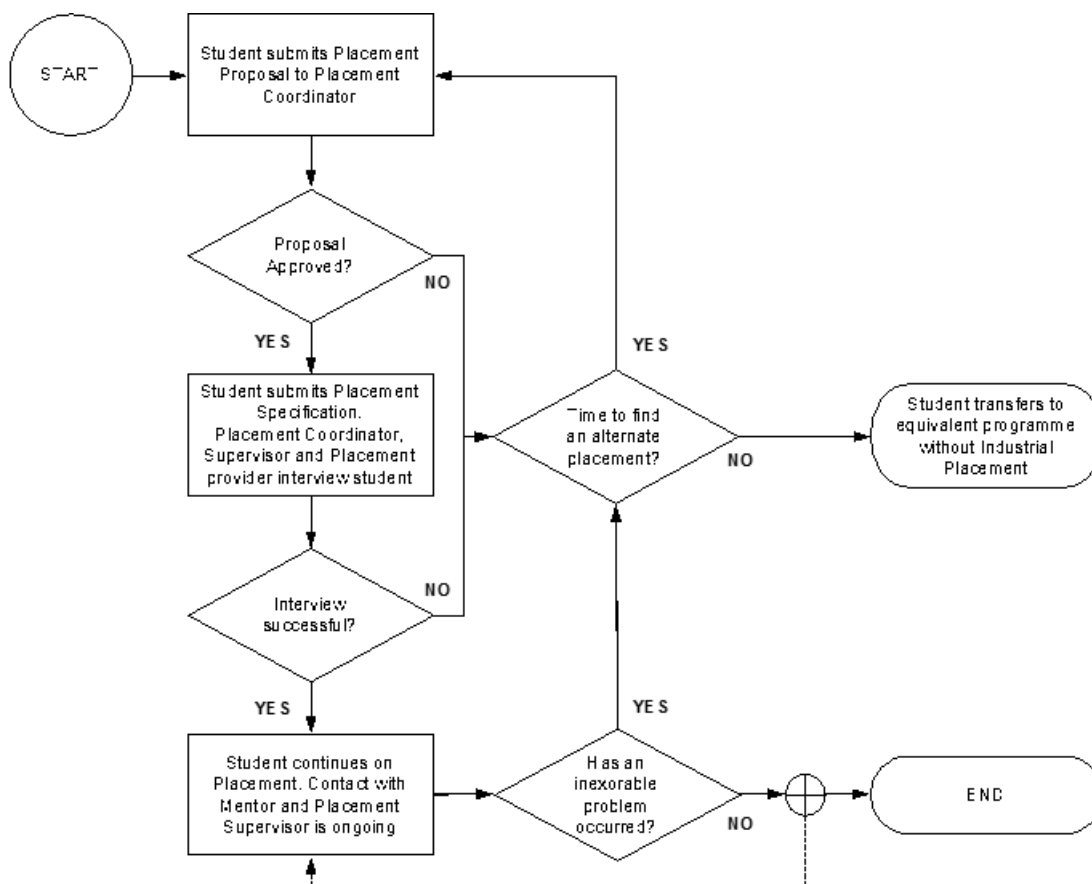 START
Student submits Placement
Proposal to Placement
Coordinator
Proposal
Approved?
NO
YES
Student submits Placement
Specification.
Placement Coordinator,
Supervisor and Placement
provider interview student
Interview
successful?
NO
YES
Student continues on
Placement. Contact with
Mentor and Placement
Supervisor is ongoing
Has an
inexorable
problem
occurred?
YES
NO
Time to find
an alternate
placement?
YES
NO
Student transfers to
equivalent programme
without Industrial
Placement
END